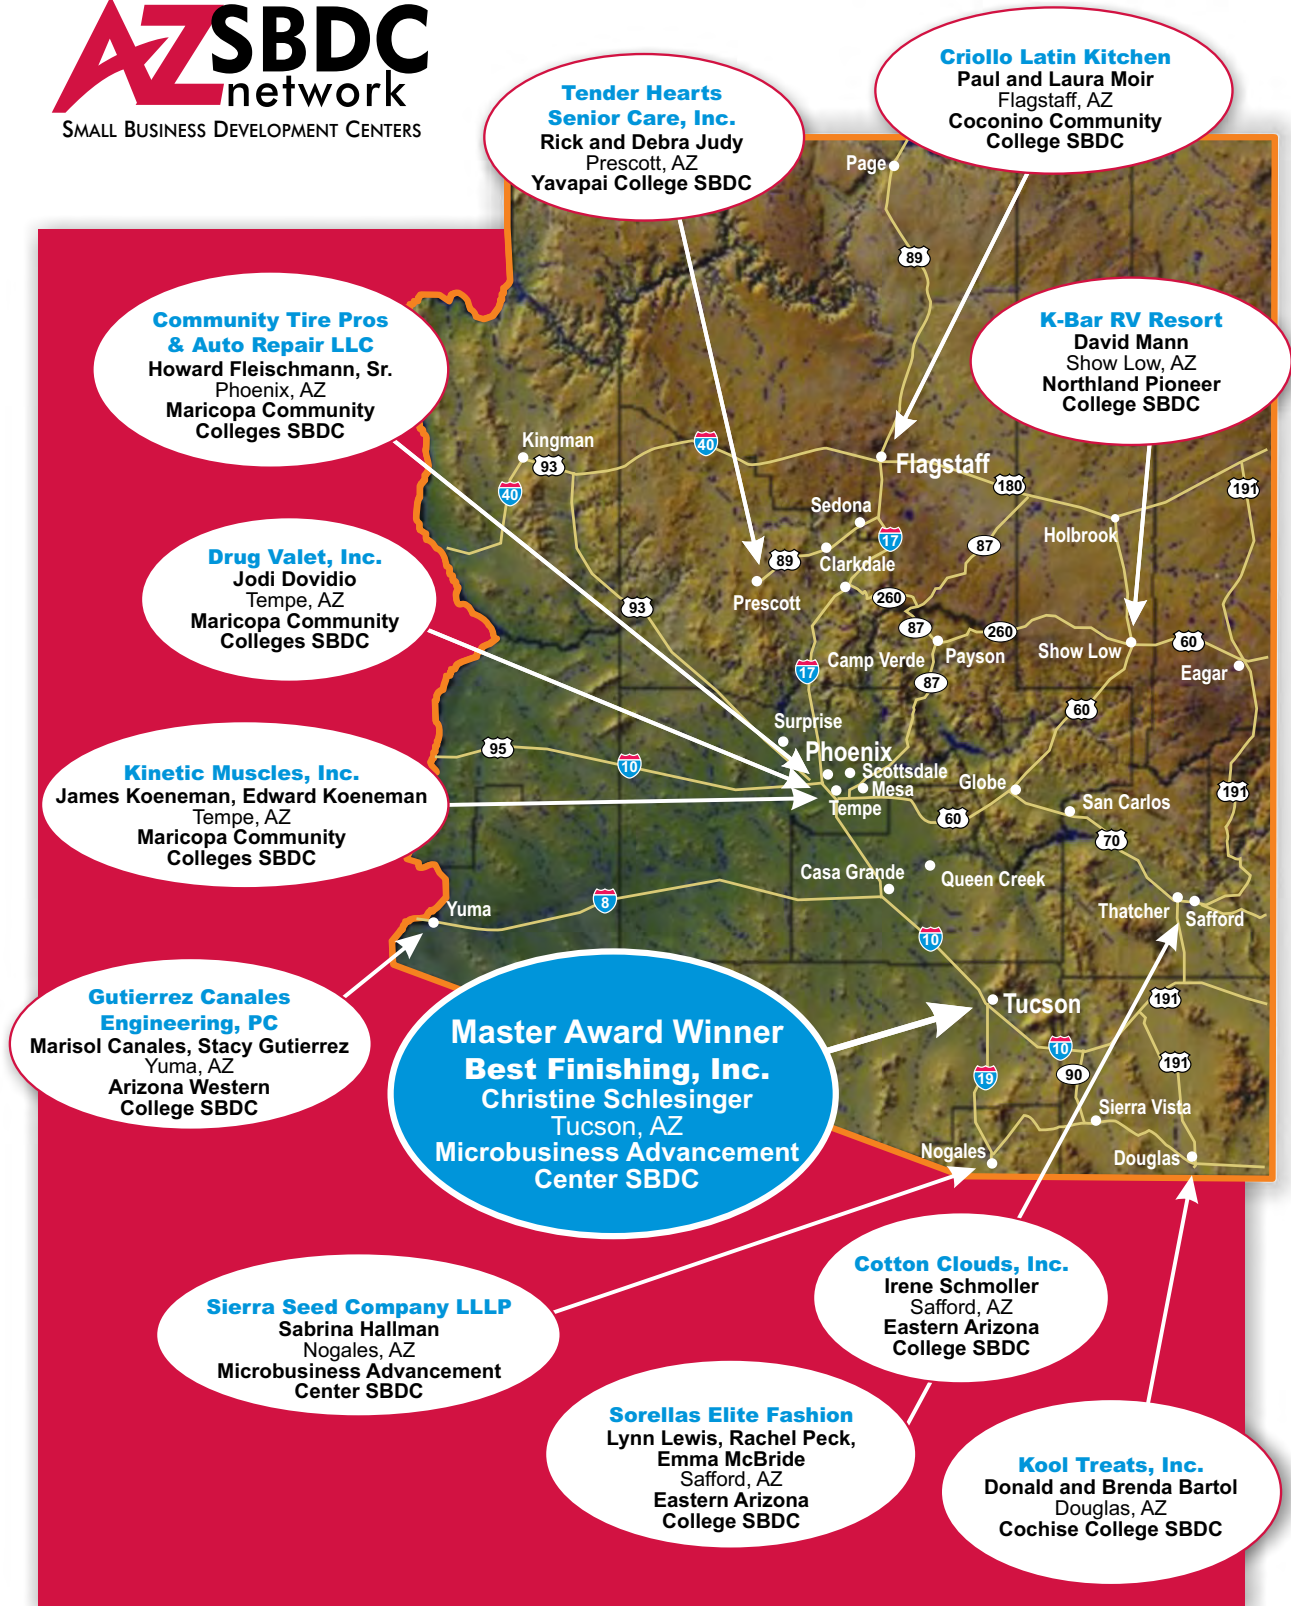 AZSBDC
network
SMALL BUSINESS DEVELOPMENT CENTERS
Tender Hearts
Senior Care, Inc.
Rick and Debra Judy
Prescott, AZ
Yavapai College SBDC
Criollo Latin Kitchen
Paul and Laura Moir
Flagstaff, AZ
Coconino Community
College SBDC
Community Tire Pros
& Auto Repair LLC
Howard Fleischmann, Sr.
Phoenix, AZ
Maricopa Community
Colleges SBDC
K-Bar RV Resort
David Mann
Show Low, AZ
Northland Pioneer
College SBDC
Drug Valet, Inc.
Jodi Dovidio
Tempe, AZ
Maricopa Community
Colleges SBDC
Kinetic Muscles, Inc.
James Koeneman, Edward Koeneman
Tempe, AZ
Maricopa Community
Colleges SBDC
Gutierrez Canales
Engineering, PC
Marisol Canales, Stacy Gutierrez
Yuma, AZ
Arizona Western
College SBDC
Master Award Winner
Best Finishing, Inc.
Christine Schlesinger
Tucson, AZ
Microbusiness Advancement
Center SBDC
Sierra Seed Company LLLP
Sabrina Hallman
Nogales, AZ
Microbusiness Advancement
Center SBDC
Cotton Clouds, Inc.
Irene Schmoller
Safford, AZ
Eastern Arizona
College SBDC
Sorellas Elite Fashion
Lynn Lewis, Rachel Peck,
Emma McBride
Safford, AZ
Eastern Arizona
College SBDC
Kool Treats, Inc.
Donald and Brenda Bartol
Douglas, AZ
Cochise College SBDC
Page
89
Kingman
93
40
40
Flagstaff
180
191
Sedona
17
Holbrook
87
89
Clarkdale
Prescott
260
93
87
260
60
Camp Verde
Payson
Show Low
Eagar
17
87
60
Surprise
Phoenix
95
10
Scottsdale
Mesa
Tempe
Globe
San Carlos
191
60
70
Casa Grande
Queen Creek
8
Yuma
Thatcher
Safford
10
Tucson
191
10
191
19
90
Sierra Vista
Nogales
Douglas